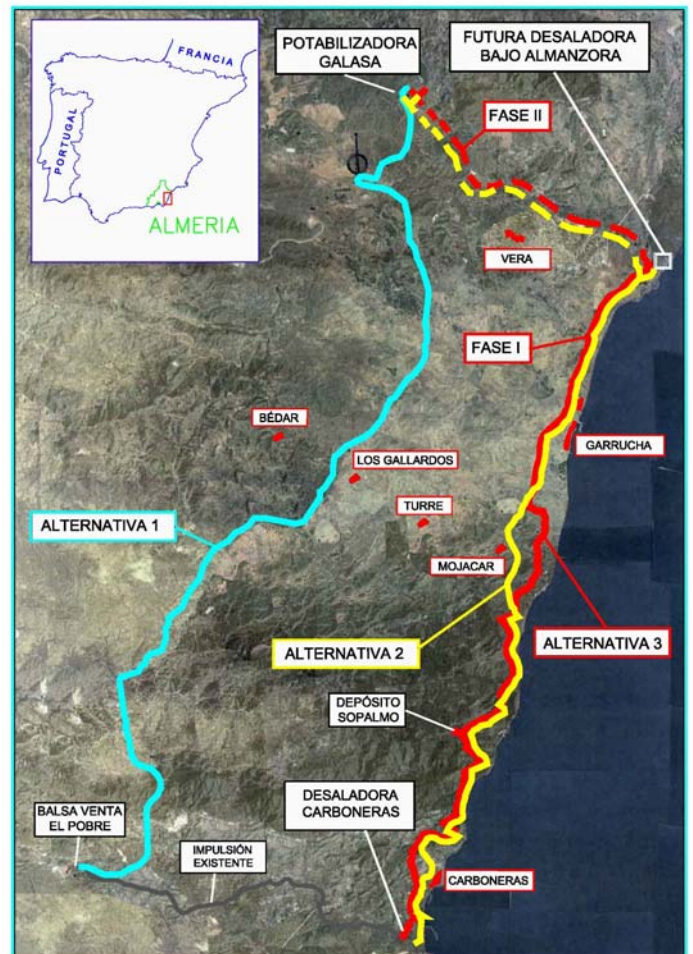 FRANCIA
PORTUGAL
ALMERIA
POTABILIZADORA
GALASA
FUTURA DESALADORA
BAJO ALMANZORA
FASE II
VERA
FASE I
BÉDAR
GARRUCHA
LOS GALLARDOS
TURRE
ALTERNATIVA 1
MOJACAR
ALTERNATIVA 2
ALTERNATIVA 3
DEPÓSITO
SOPALMO
DESALADORA
CARBONERAS
BALSA VENTA
EL POBRE
IMPULSIÓN
EXISTENTE
CARBONERAS